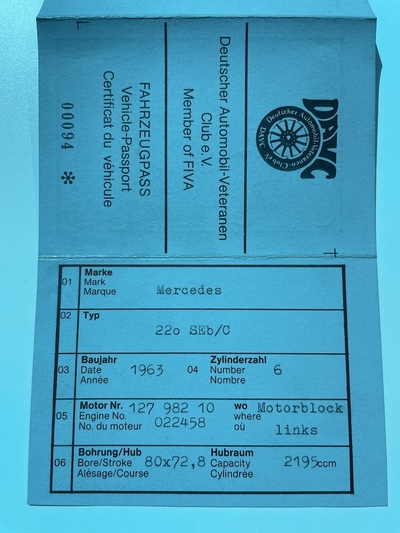 DAVC
Deutscher Automobil-Veteranen-Club e.V.
DAVC
Deutscher Automobil-Veteranen
Club e.V.
Member of FIVA
FAHRZEUGPASS
Vehicle-Passport
Certificat du véhicule
00094 *
01 Marke
Mark
Marque Mercedes
02 Typ
220 SEb/C
03 Baujahr
Date 1963
Année
04 Zylinderzahl
Number 6
Nombre
05 Motor Nr. 127 982 10
Engine No. 022458
No. du moteur
wo Motorblock
where
où links
06 Bohrung/Hub
Bore/Stroke 80x72,8
Alésage/Course
Hubraum
Capacity 2195ccm
Cylindrée